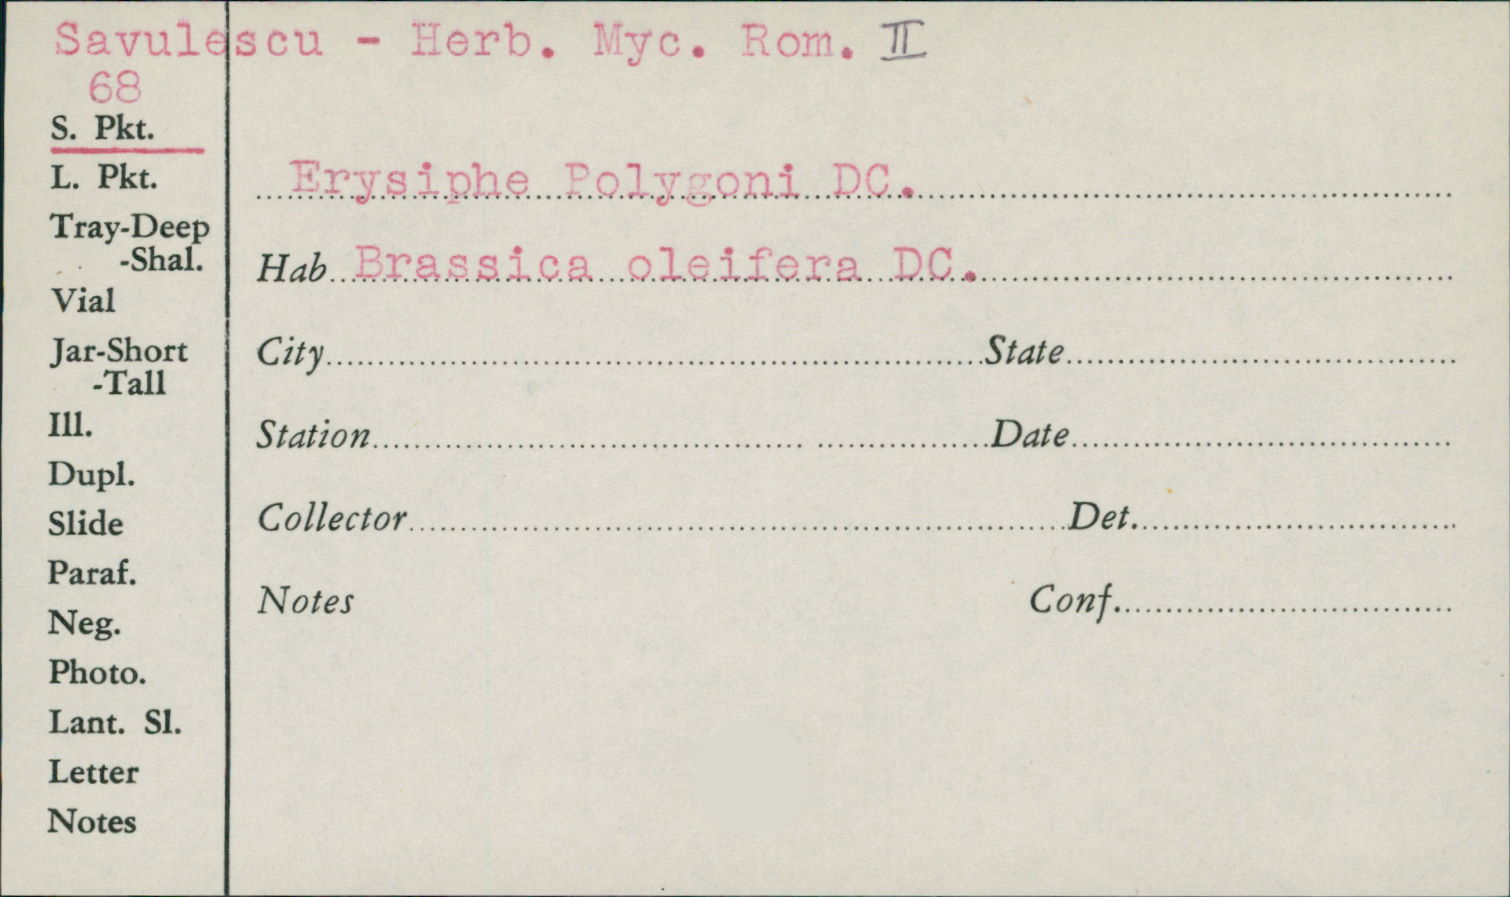 Savulescu - Herb. Myc. Rom. II
68
S. Pkt.
L. Pkt.
Tray-Deep
-Shal.
Vial
Jar-Short
-Tall
Ill.
Dupl.
Slide
Paraf.
Neg.
Photo.
Lant. Sl.
Letter
Notes
Erysiphe Polygoni DC.
Hab. Brassica oleifera DC.
City
State
Station
Date
Collector
Det.
Notes
Conf.